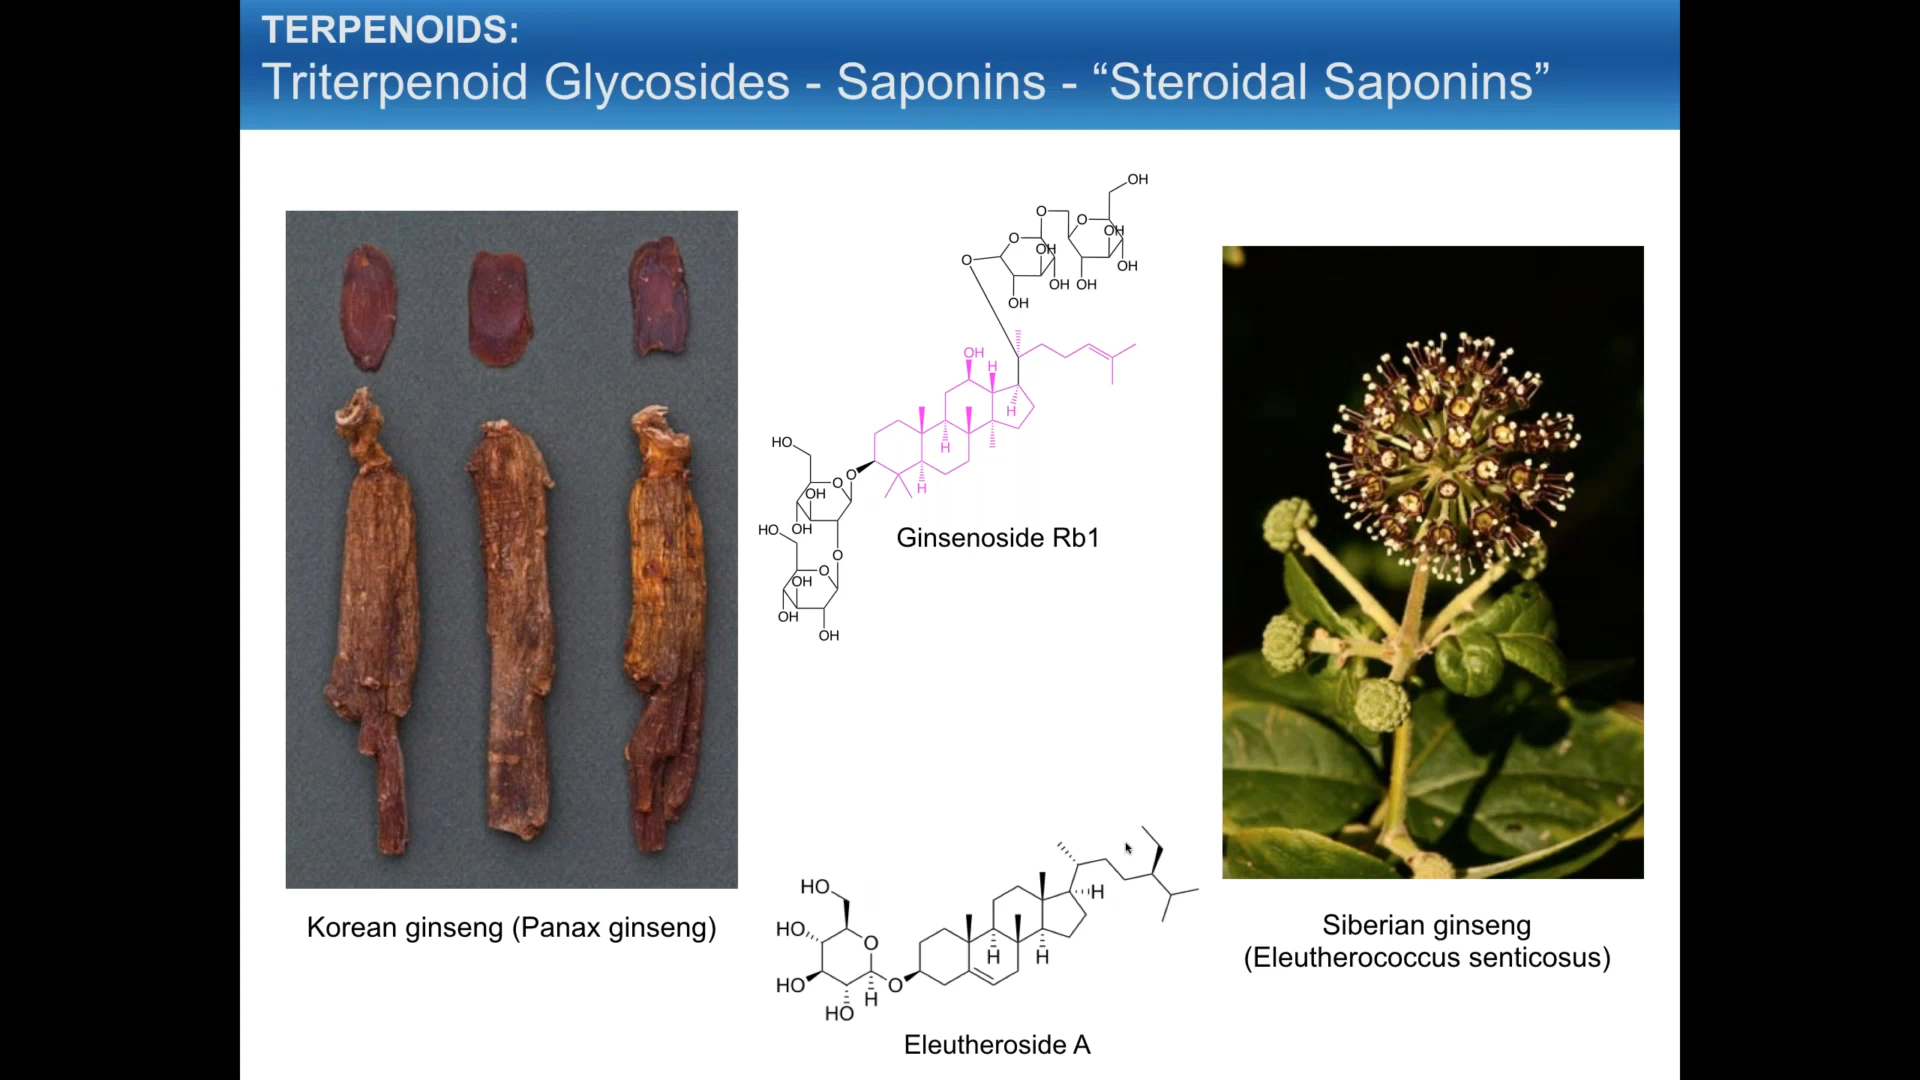 TERPENOIDS:
Triterpenoid Glycosides - Saponins - “Steroidal Saponins”
OH
O
O
OH
O
OH
O
OH
OH
OH
OH
OH
OH
H
H
HO
H
O
H
O
OH
HO
OH
O
O
OH
OH
OH
Ginsenoside Rb1
HO
HO
O
H
H
H
HO
O
H
HO
Eleutheroside A
Korean ginseng (Panax ginseng)
Siberian ginseng
(Eleutherococcus senticosus)